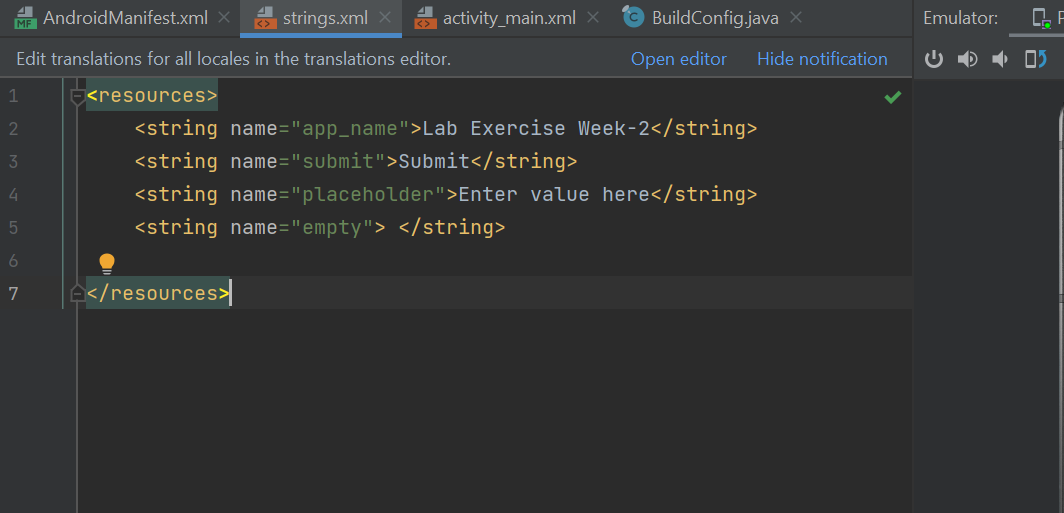 AndroidManifest.xml strings.xml activity_main.xml BuildConfig.java Emulator:
MF <> <> C
Edit translations for all locales in the translations editor. Open editor Hide notification
1 <resources>
2 <string name="app_name">Lab Exercise Week-2</string>
3 <string name="submit">Submit</string>
4 <string name="placeholder">Enter value here</string>
5 <string name="empty"> </string>
6
7 </resources>